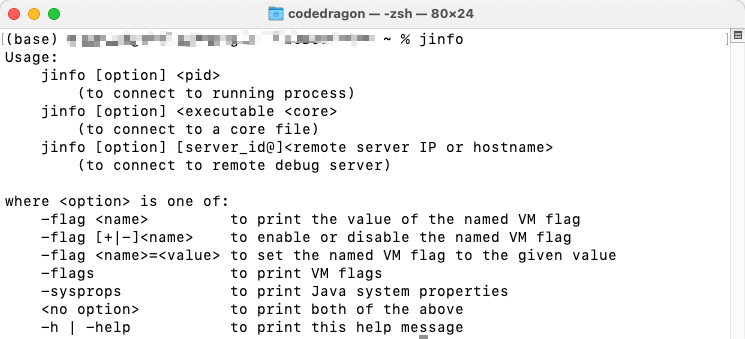 codedragon — -zsh — 80×24
(base) ~ % jinfo
Usage:
    jinfo [option] <pid>
        (to connect to running process)
    jinfo [option] <executable <core>
        (to connect to a core file)
    jinfo [option] [server_id@]<remote server IP or hostname>
        (to connect to remote debug server)

where <option> is one of:
    -flag <name>         to print the value of the named VM flag
    -flag [+|-]<name>    to enable or disable the named VM flag
    -flag <name>=<value> to set the named VM flag to the given value
    -flags               to print VM flags
    -sysprops            to print Java system properties
    <no option>          to print both of the above
    -h | -help           to print this help message